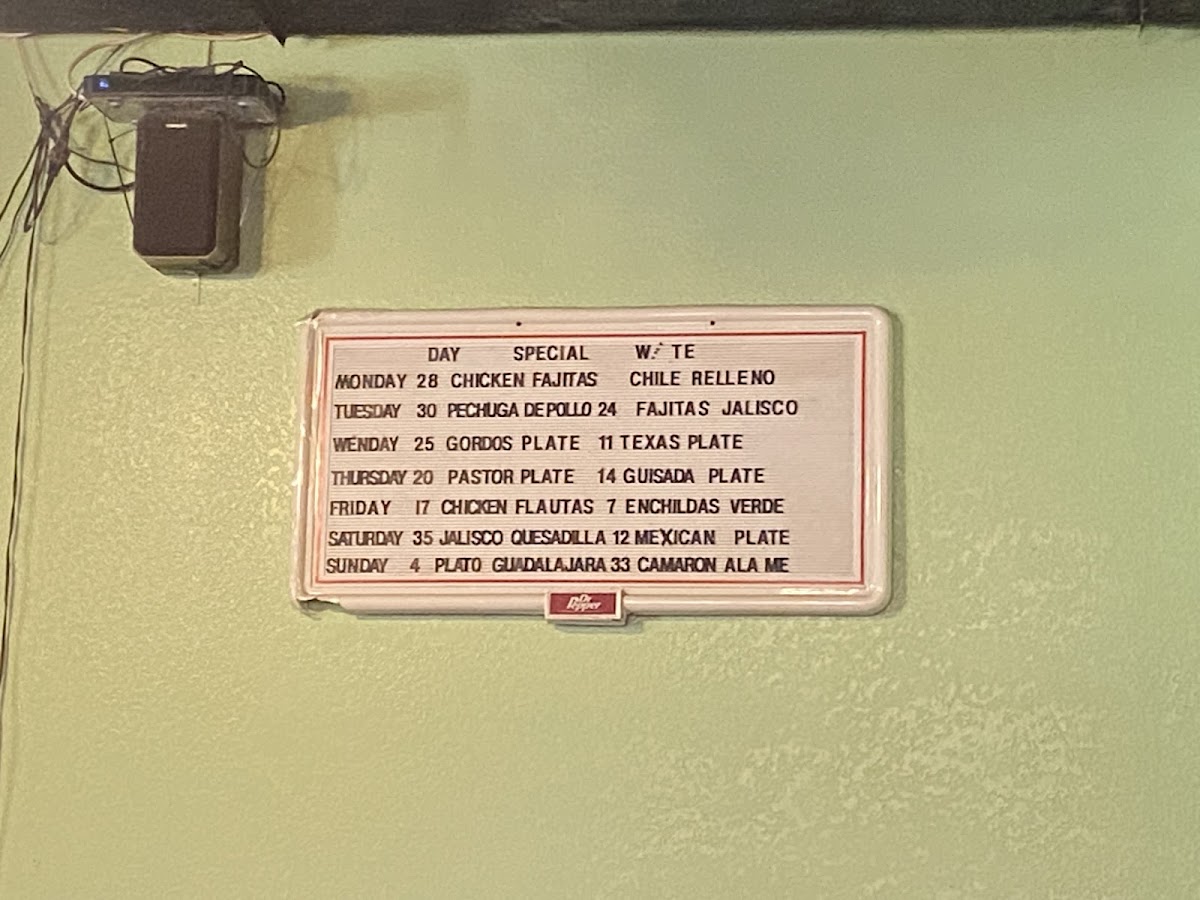 DAY SPECIAL TE
MONDAY 28 CHICKEN FAJITAS CHILE RELLENO
TUESDAY 30 PECHUGA DE POLLO 24 FAJITAS JALISCO
WENDAY 25 GORDOS PLATE 11 TEXAS PLATE
THURSDAY 20 PASTOR PLATE 14 GUISADA PLATE
FRIDAY 17 CHICKEN FLAUTAS 7 ENCHILDAS VERDE
SATURDAY 35 JALISCO QUESADILLA 12 MEXICAN PLATE
SUNDAY 4 PLATO GUADALAJARA 33 CAMARON ALA ME
Dr Pepper